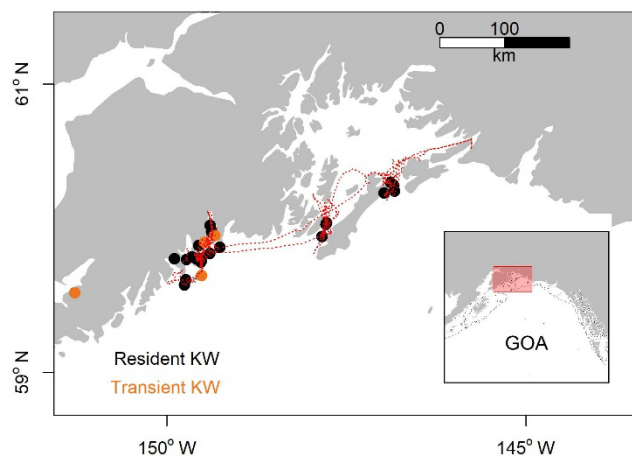 0 100
km
61° N
GOA
Resident KW
Transient KW
59° N
150° W 145° W